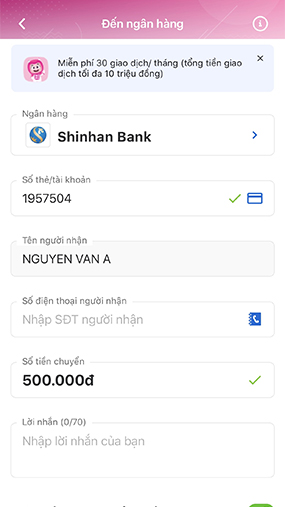 Đến ngân hàng
Miễn phí 30 giao dịch/ tháng (tổng tiền giao
dịch tối đa 10 triệu đồng)
Ngân hàng
Shinhan Bank
Số thẻ/tài khoản
1957504
Tên người nhận
NGUYEN VAN A
Số điện thoại người nhận
Nhập SĐT người nhận
Số tiền chuyển
500.000đ
Lời nhắn (0/70)
Nhập lời nhắn của bạn